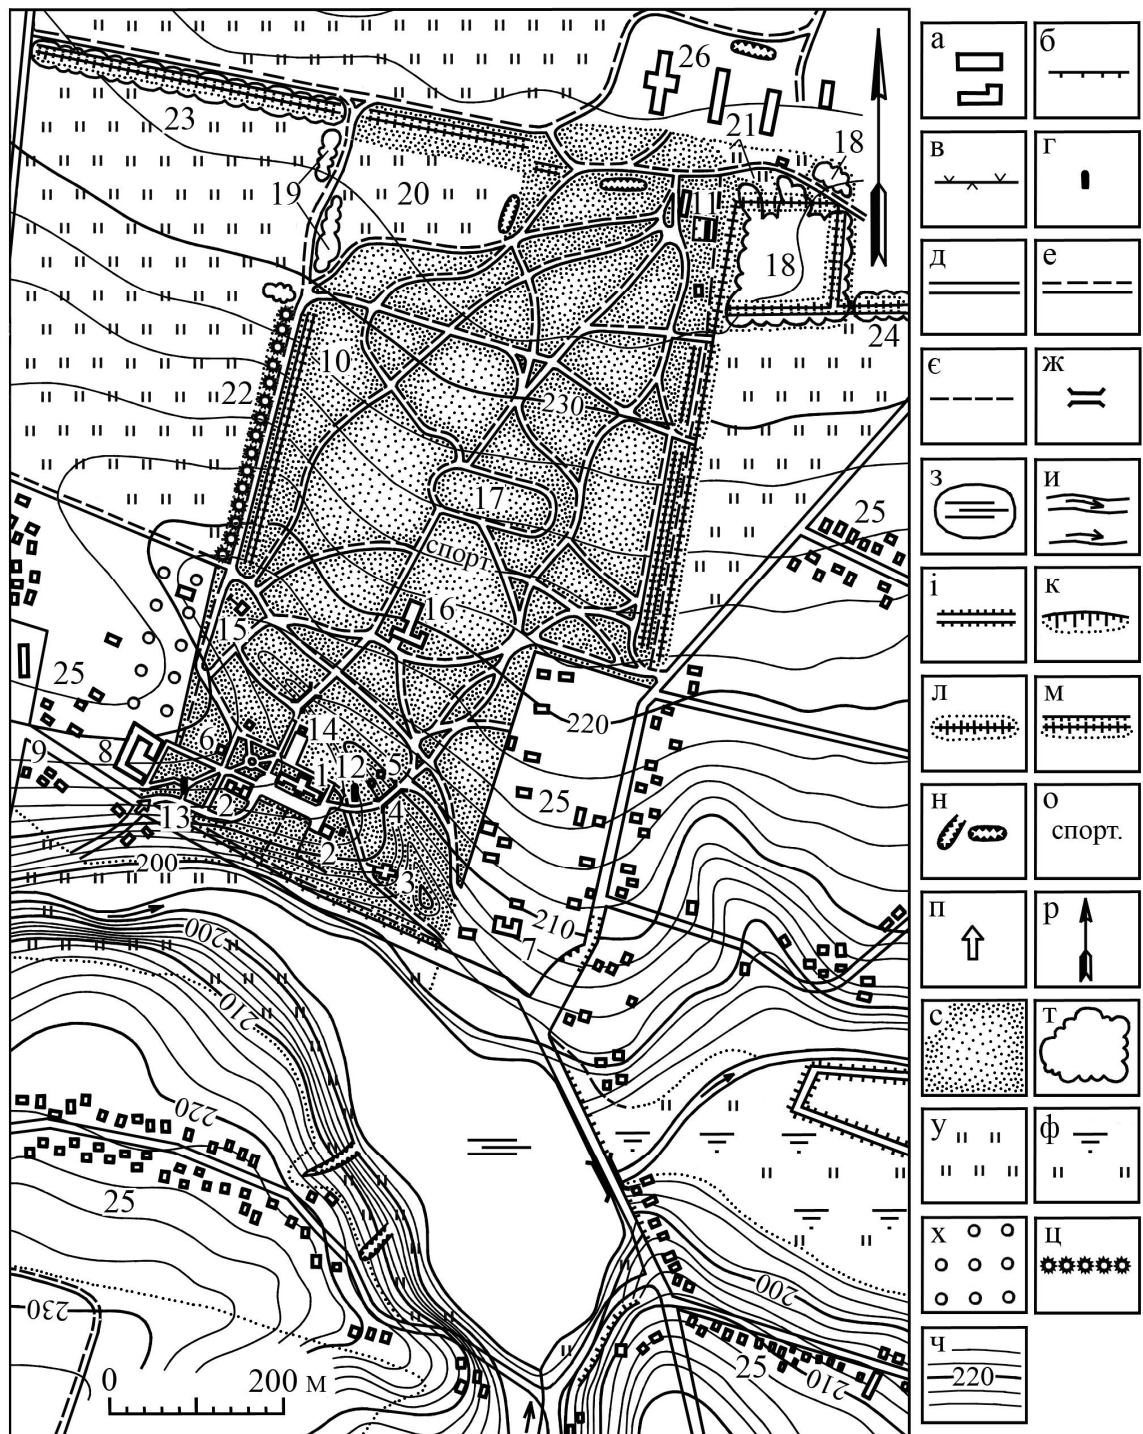 26
23
21
18
19
20
11
18
24
10
22
230
17
25
спорт.
16
15
25
220
14
6
8
9
1
12
5
25
2
4
13
2
3
200
210
7
200
210
220
25
200
230
25
210
0 200 м
а б
в г
д е
є ж
з и
і к
л м
н о
спорт.
п р
с т
у ф
х ц
ч
220